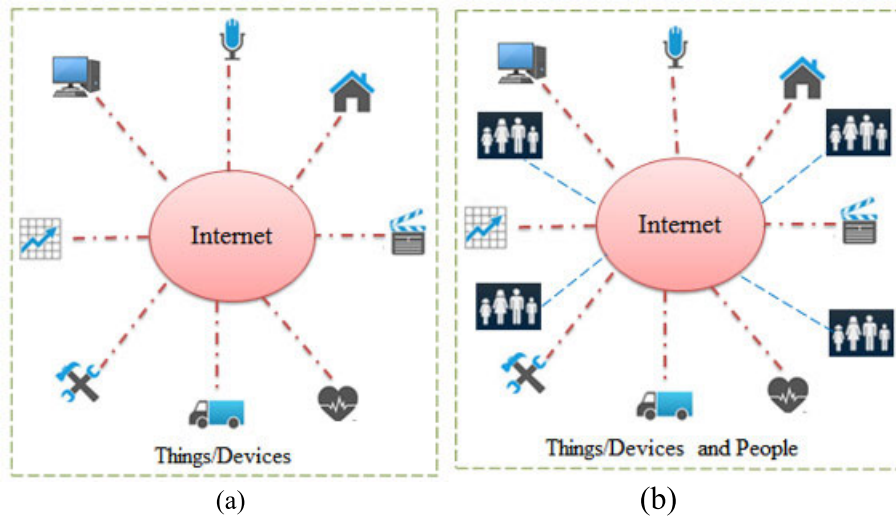 Internet
Internet
Things/Devices
Things/Devices and People
(a)
(b)